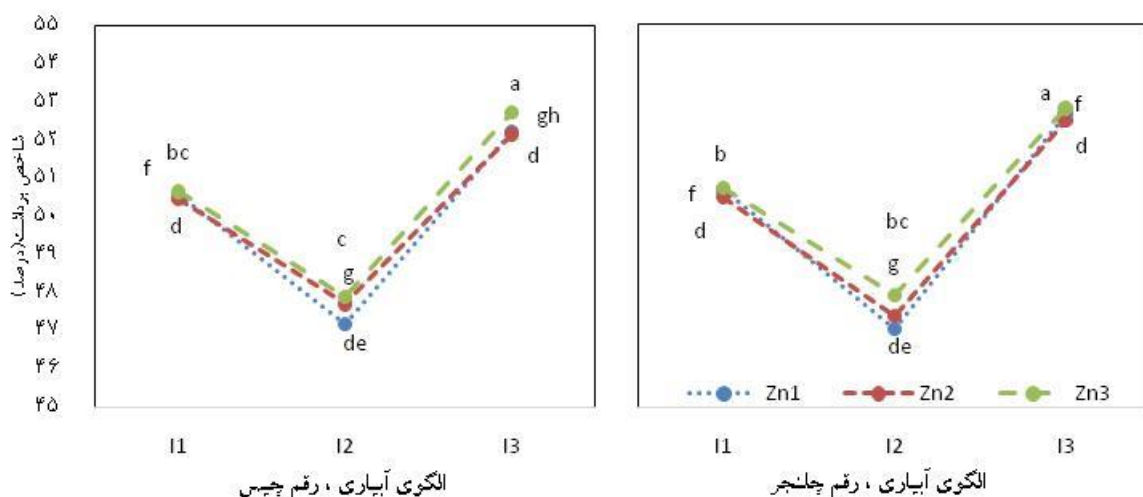 شاخص برداشت(درصد)
۵۵
۵۴
۵۳
۵۲
۵۱
۵۰
۴۹
۴۸
۴۷
۴۶
۴۵
a
gh
d
f
bc
d
c
g
de
I1
I2
I3
الگوی آبیاری ، رقم چیس
a
f
d
b
f
d
bc
g
de
Zn1
Zn2
Zn3
I1
I2
I3
الگوی آبیاری ، رقم چلنجر